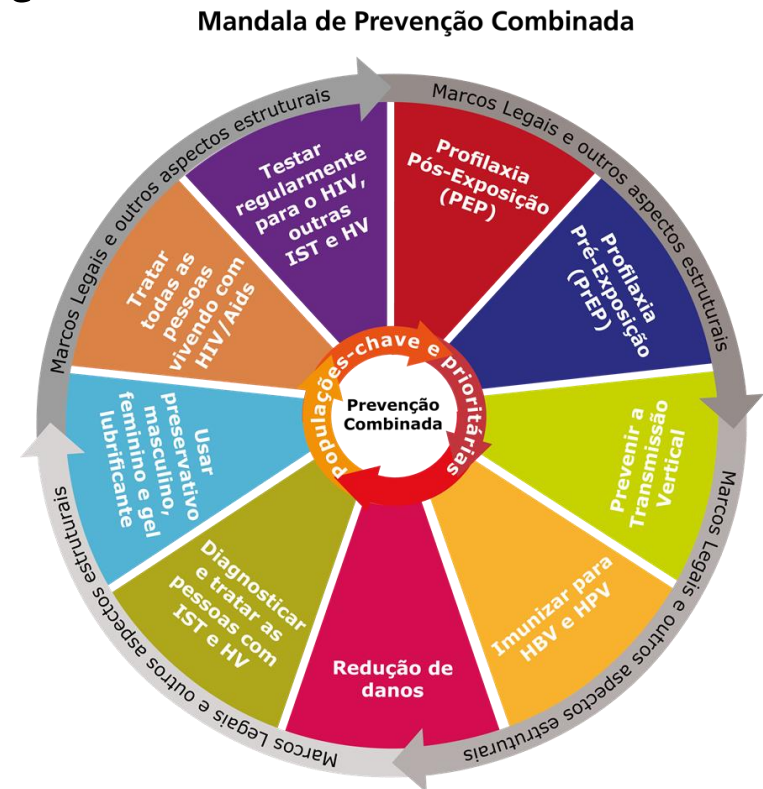 Mandala de Prevenção Combinada
Marcos Legais e outros aspectos estruturais
Marcos Legais e outros aspectos estruturais
Marcos Legais e outros aspectos estruturais
Marcos Legais e outros aspectos estruturais
Profilaxia
Pós-Exposição
(PEP)
Profilaxia
Pré-Exposição
(PrEP)
Prevenir a
Transmissão
Vertical
Imunizar para
HBV e HPV
Redução de
danos
Diagnosticar
e tratar as
pessoas com
IST e HV
Usar
preservativo
masculino,
feminino e gel
lubrificante
Tratar
todas as
pessoas
vivendo com
HIV//Aids
Testar
regularmente
para o HIV,
outras
IST e HV
Populações-chave e prioritárias
Prevenção
Combinada